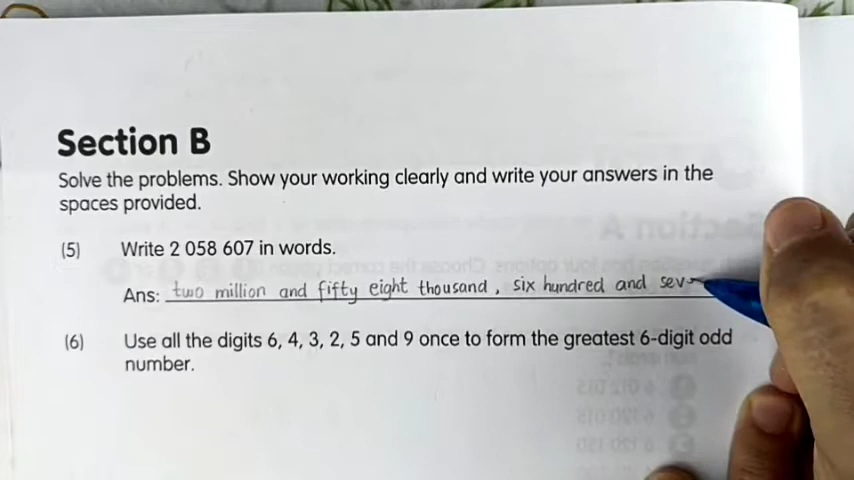 Section B
Solve the problems. Show your working clearly and write your answers in the
spaces provided.
(5) Write 2 058 607 in words.
Ans: two million and fifty eight thousand, six hundred and sev
(6) Use all the digits 6, 4, 3, 2, 5 and 9 once to form the greatest 6-digit odd
number.